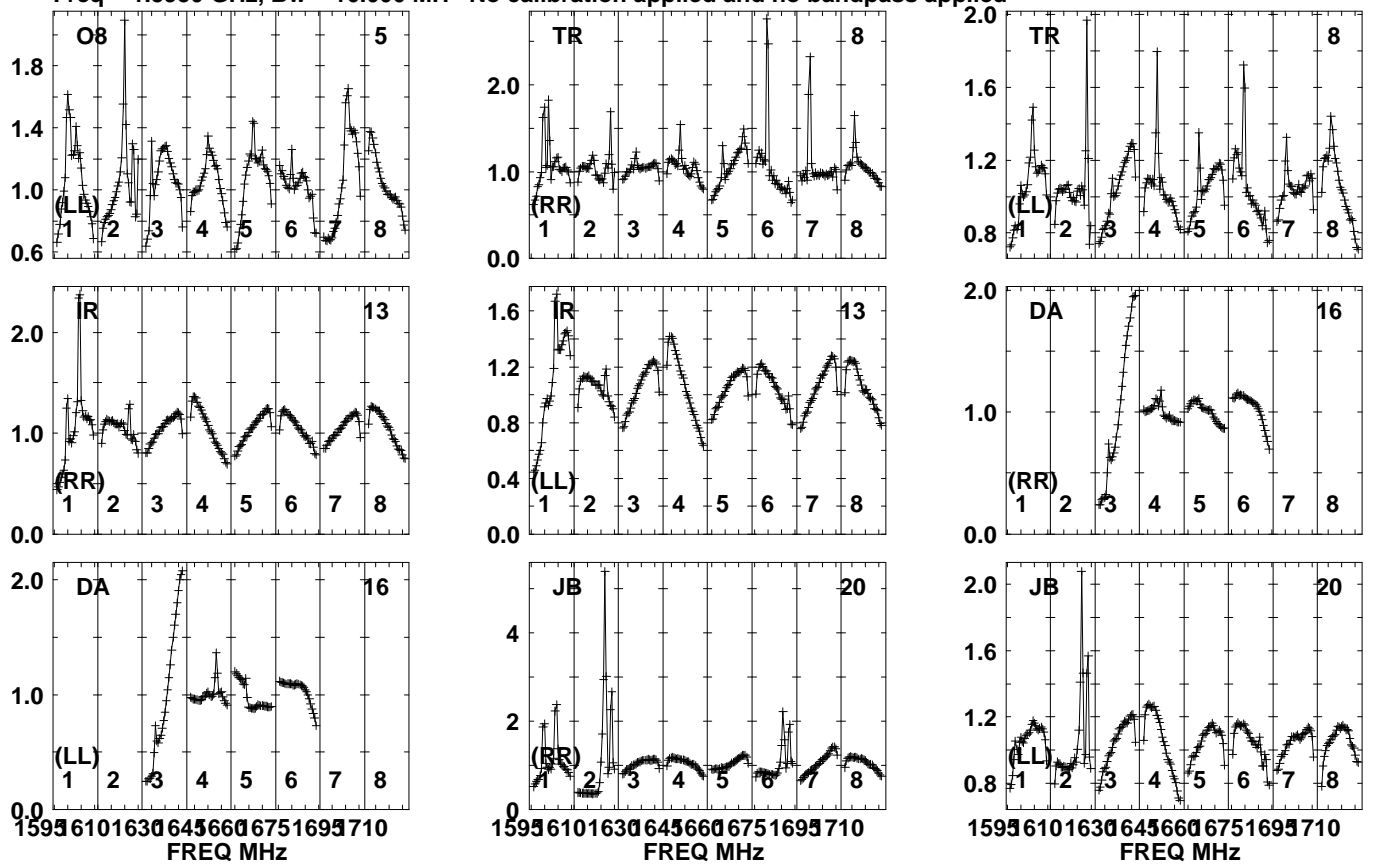 No calibration applied and no bandpass applied
O8 5
1.8
1.4
1.0
0.6
(LL)
1 2 3 4 5 6 7 8
TR 8
2.0
1.0
0.0
(RR)
1 2 3 4 5 6 7 8
TR 8
2.0
1.6
1.2
0.8
(LL)
1 2 3 4 5 6 7 8
IR 13
2.0
1.0
0.0
(RR)
1 2 3 4 5 6 7 8
IR 13
1.6
1.2
0.8
0.4
0.0
(LL)
1 2 3 4 5 6 7 8
DA 16
2.0
1.0
0.0
(RR)
1 2 3 4 5 6 7 8
DA 16
2.0
1.0
0.0
(LL)
1 2 3 4 5 6 7 8
1595 1610 1630 1645 1660 1675 1695 1710
FREQ MHz
JB 20
4
2
0
(RR)
1 2 3 4 5 6 7 8
1595 1610 1630 1645 1660 1675 1695 1710
FREQ MHz
JB 20
2.0
1.6
1.2
0.8
(LL)
1 2 3 4 5 6 7 8
1595 1610 1630 1645 1660 1675 1695 1710
FREQ MHz